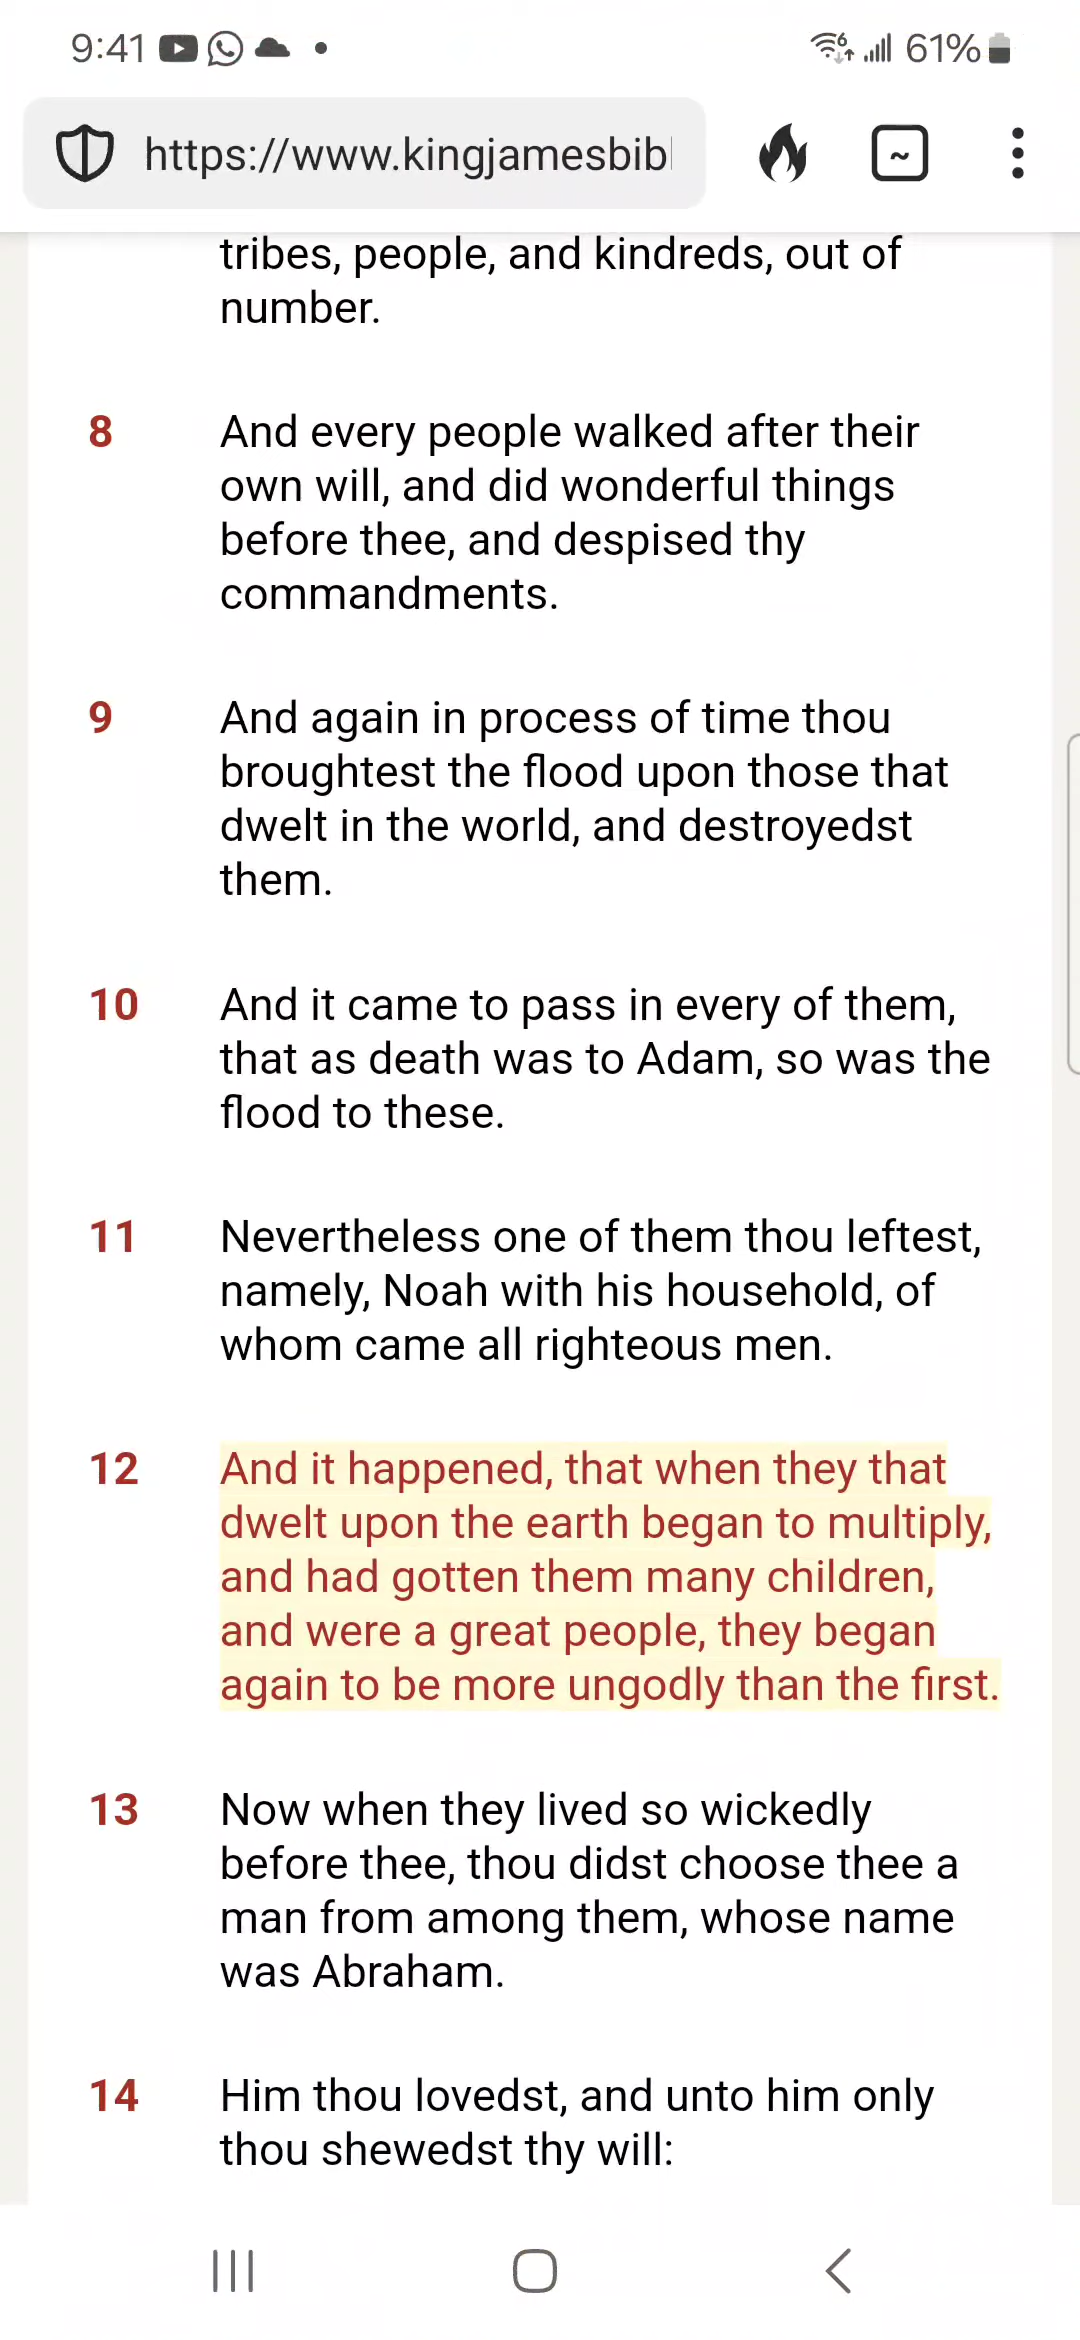 9:41
6 61%
https://www.kingjamesbib
~
tribes, people, and kindreds, out of
number.
8 And every people walked after their
own will, and did wonderful things
before thee, and despised thy
commandments.
9 And again in process of time thou
broughtest the flood upon those that
dwelt in the world, and destroyedst
them.
10 And it came to pass in every of them,
that as death was to Adam, so was the
flood to these.
11 Nevertheless one of them thou leftest,
namely, Noah with his household, of
whom came all righteous men.
12 And it happened, that when they that
dwelt upon the earth began to multiply,
and had gotten them many children,
and were a great people, they began
again to be more ungodly than the first.
13 Now when they lived so wickedly
before thee, thou didst choose thee a
man from among them, whose name
was Abraham.
14 Him thou lovedst, and unto him only
thou shewedst thy will: